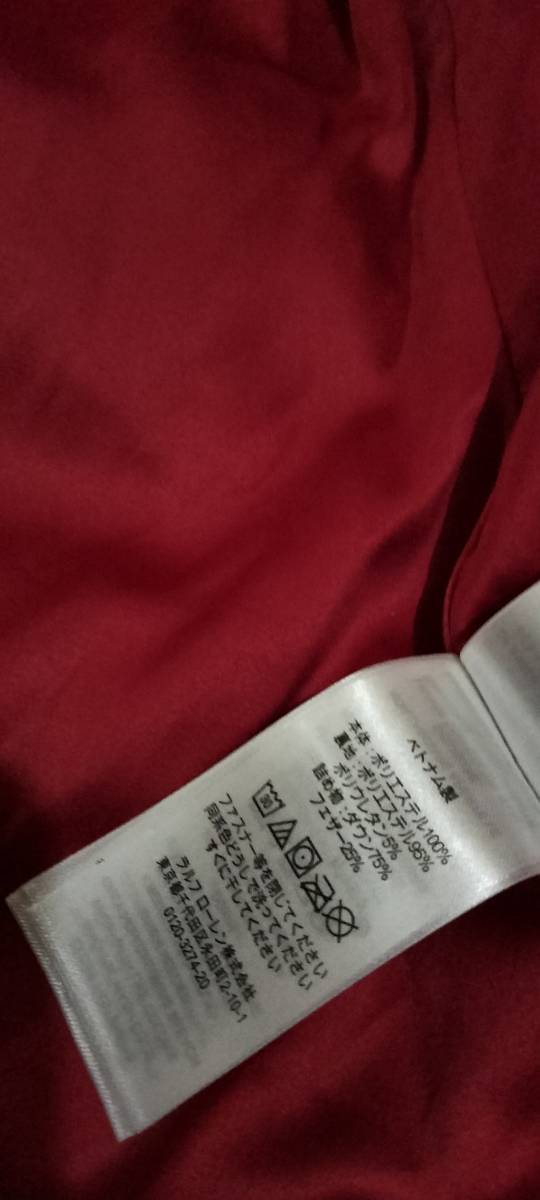 ベトナム製
本体：ポリエステル100%
裏地：ポリエステル95%
ポリウレタン5%
詰め物：ダウン75%
フェザー25%
30
ファスナー等を閉じてください
同系色どうしで洗ってください
すぐに干してください
ラルフ ローレン株式会社
東京都千代田区永田町2-10-1
0120-3274-20